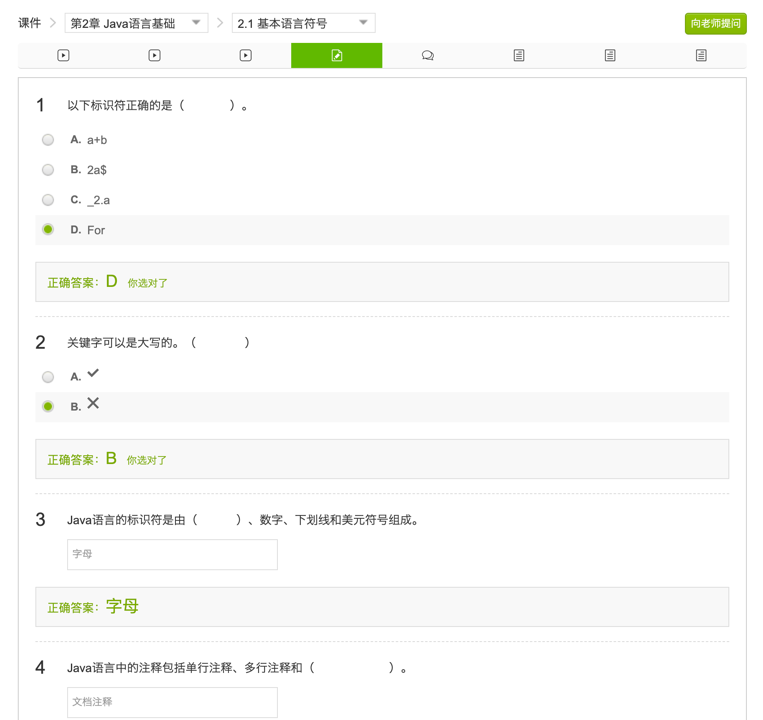 课件 第2章 Java语言基础 2.1 基本语言符号 向老师提问
1 以下标识符正确的是（ ）。
A. a+b
B. 2a$
C. _2.a
D. For
正确答案：D 你选对了
2 关键字可以是大写的。（ ）
A.
B.
正确答案：B 你选对了
3 Java语言的标识符是由（ ）、数字、下划线和美元符号组成。
字母
正确答案：字母
4 Java语言中的注释包括单行注释、多行注释和（ ）。
文档注释